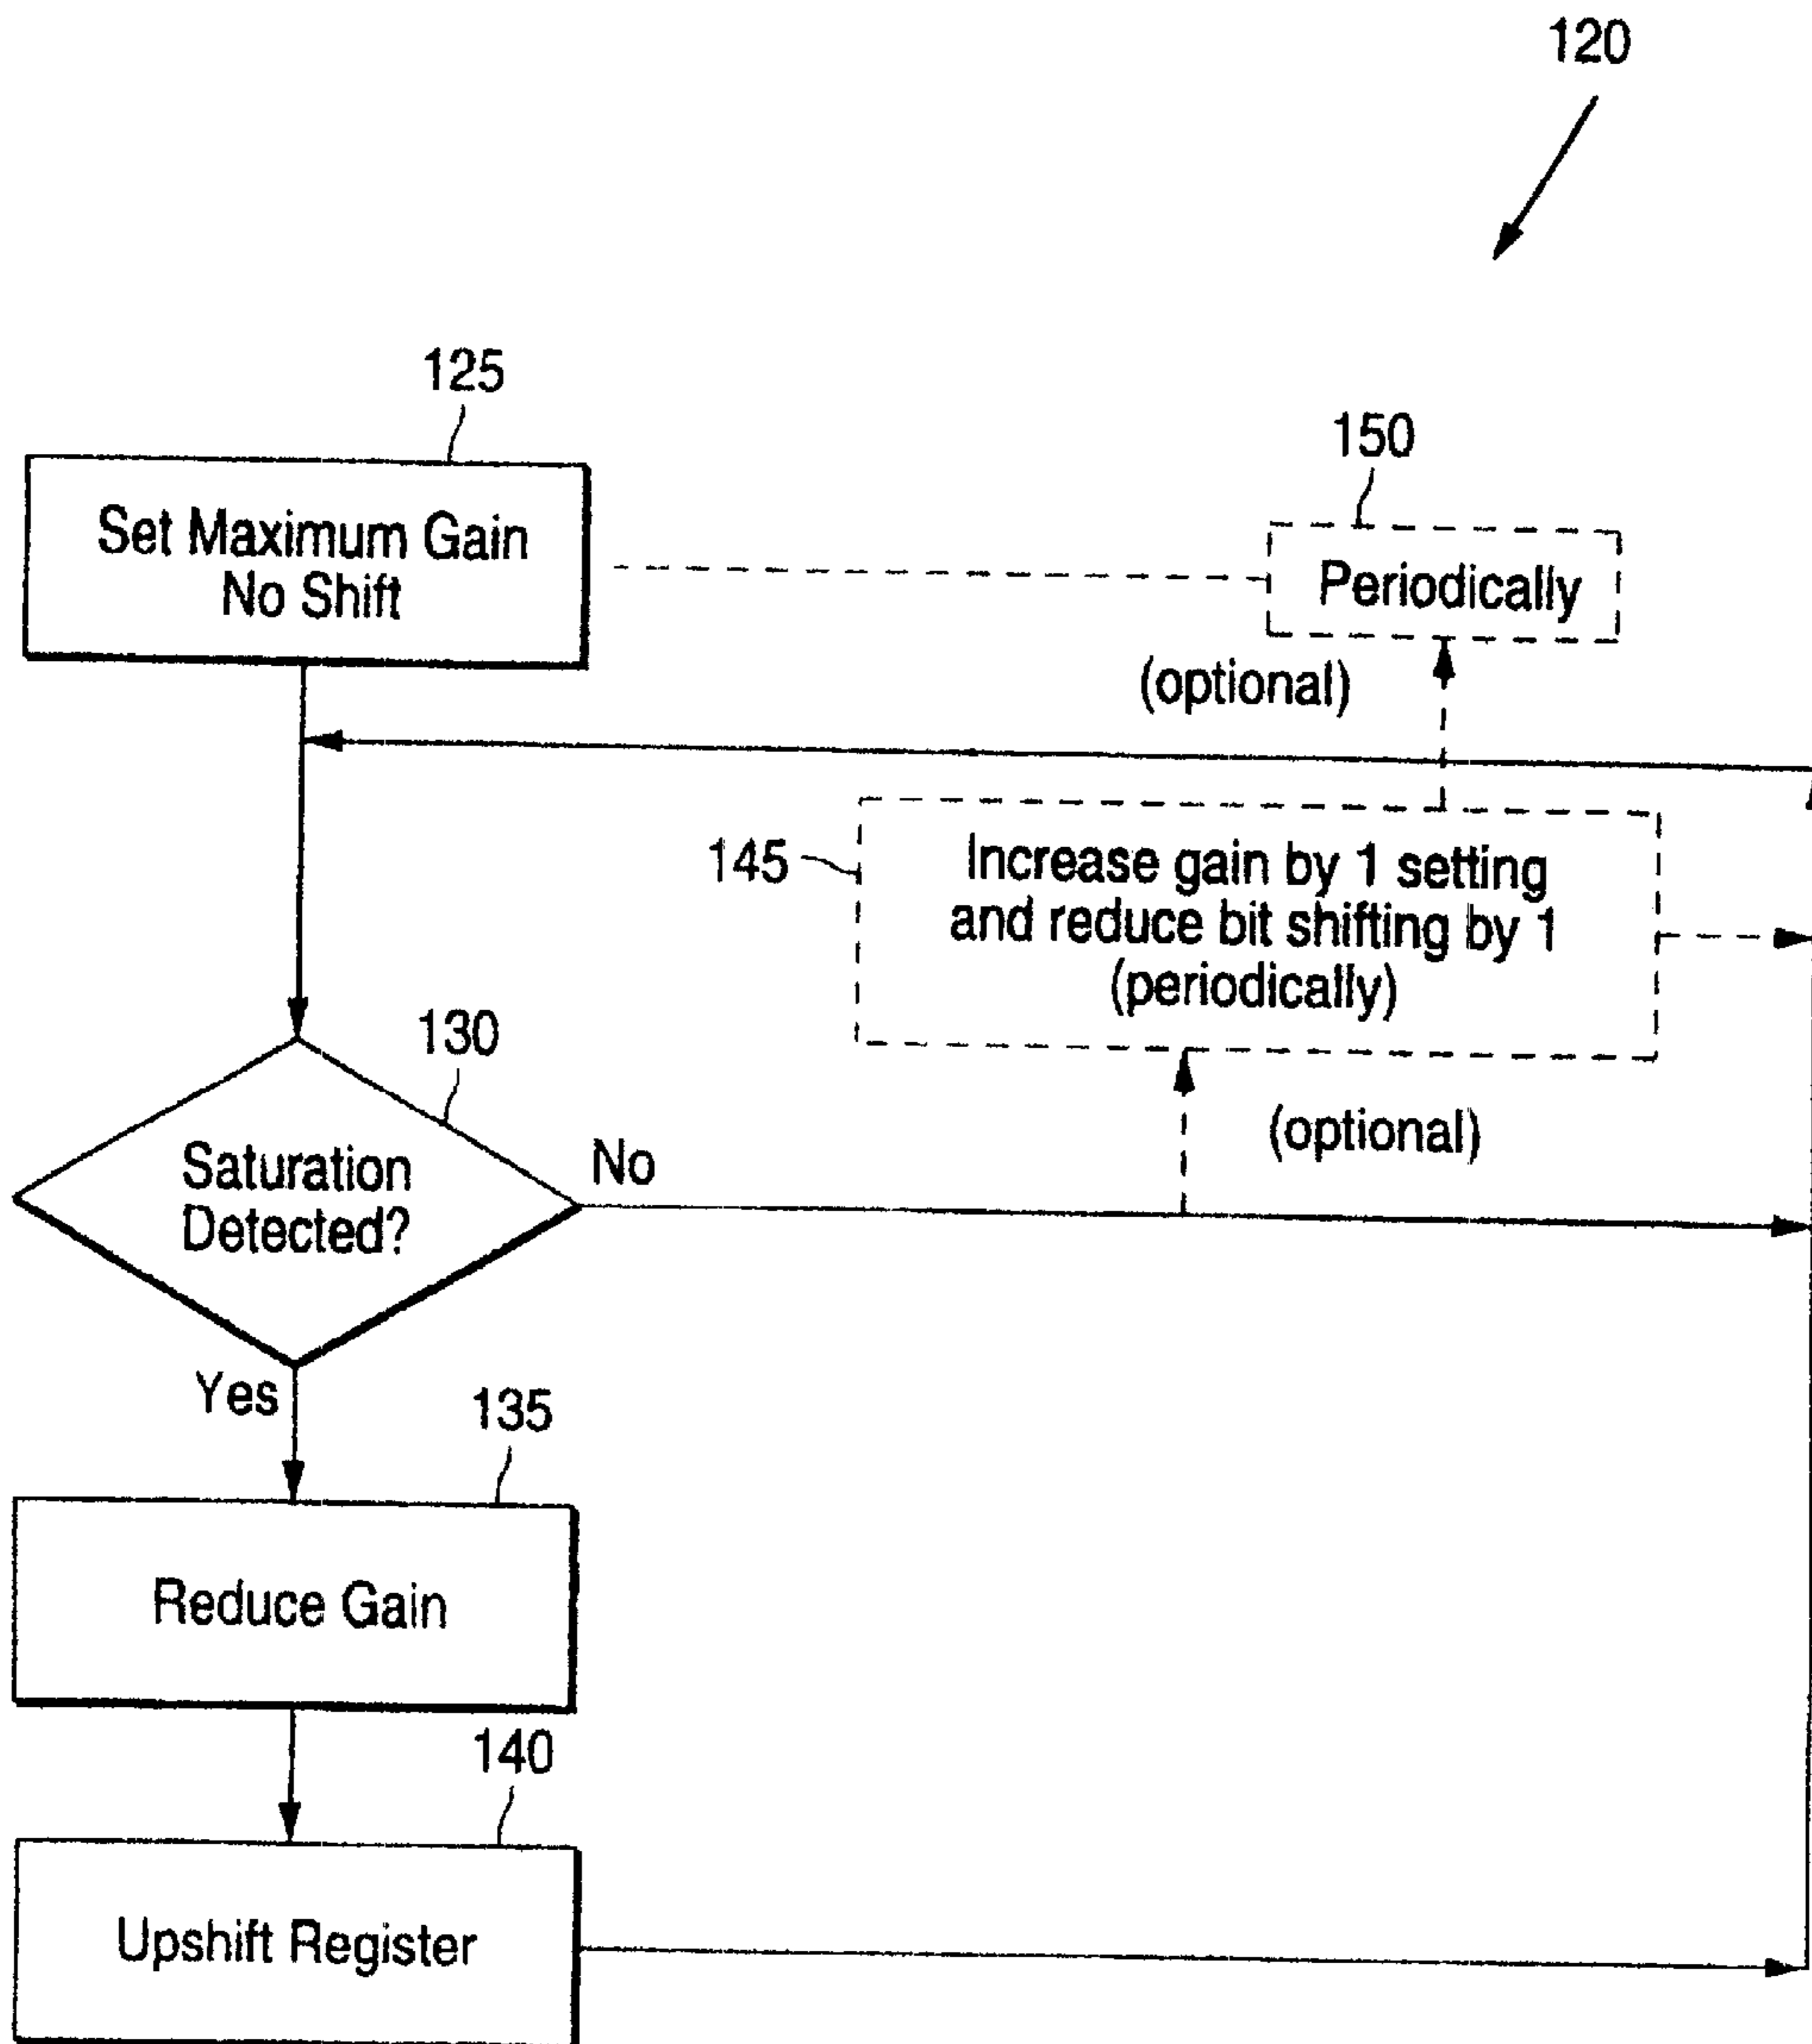 120
125
Set Maximum Gain
No Shift
150
Periodically
(optional)
145
Increase gain by 1 setting
and reduce bit shifting by 1
(periodically)
130
Saturation
Detected?
No
(optional)
Yes
135
Reduce Gain
140
Upshift Register